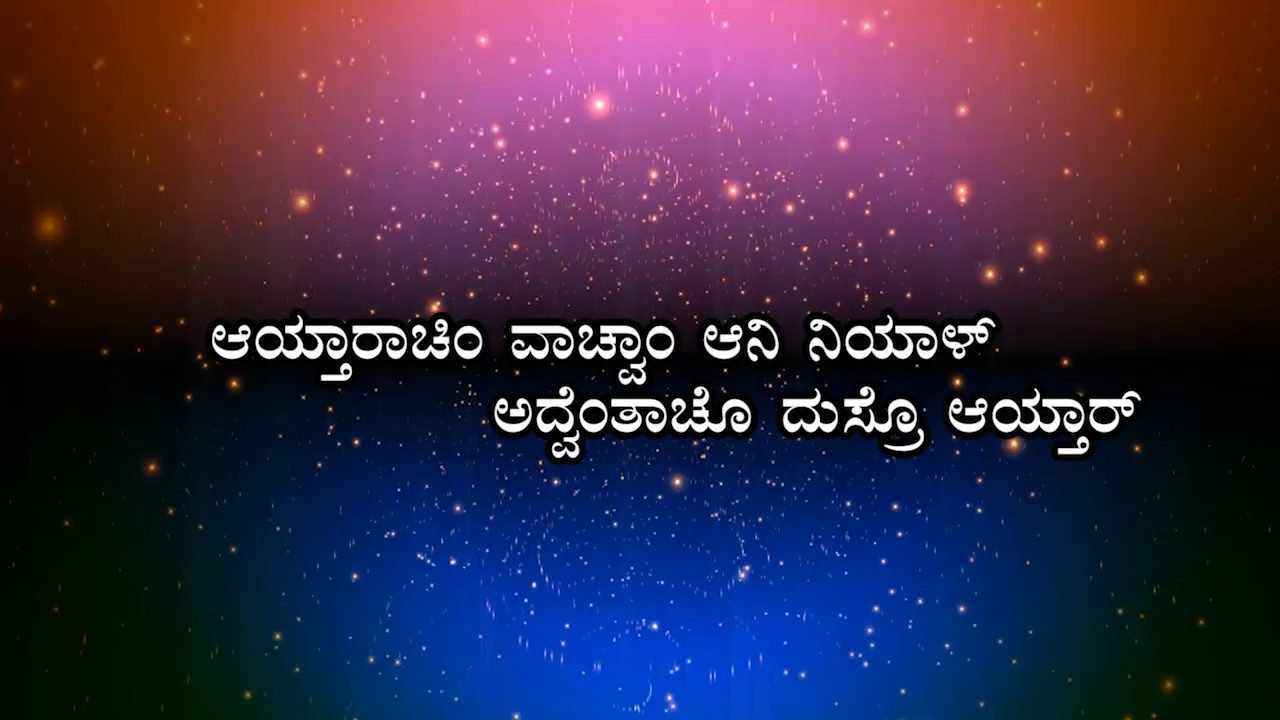 ಆಯ್ತಾರಾಚಿಂ ವಾಚ್ಪಾಂ ಆನಿ ನಿಯಾಳ್
ಅದ್ವೆಂತಾಚೊ ದುಸ್ರೊ ಆಯ್ತಾರ್